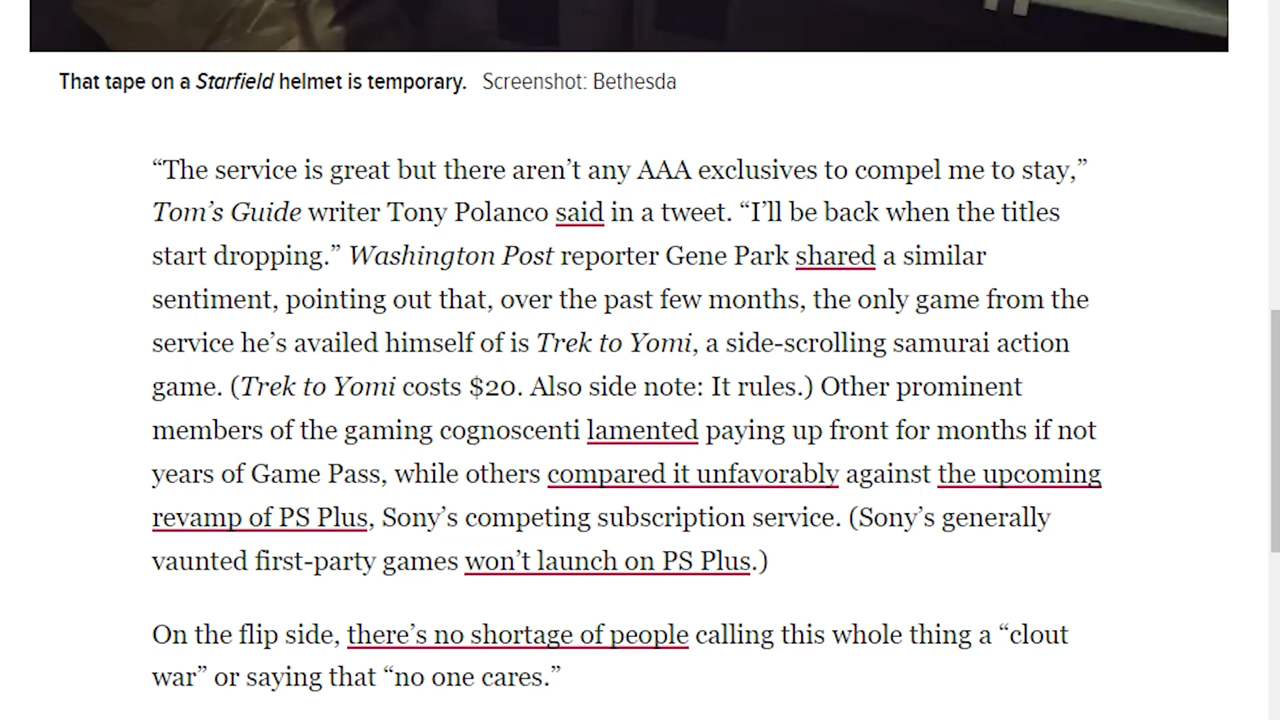 That tape on a Starfield helmet is temporary. Screenshot: Bethesda
“The service is great but there aren’t any AAA exclusives to compel me to stay,”
Tom’s Guide writer Tony Polanco said in a tweet. “I’ll be back when the titles
start dropping.” Washington Post reporter Gene Park shared a similar
sentiment, pointing out that, over the past few months, the only game from the
service he’s availed himself of is Trek to Yomi, a side-scrolling samurai action
game. (Trek to Yomi costs $20. Also side note: It rules.) Other prominent
members of the gaming cognoscenti lamented paying up front for months if not
years of Game Pass, while others compared it unfavorably against the upcoming
revamp of PS Plus, Sony’s competing subscription service. (Sony’s generally
vaunted first-party games won’t launch on PS Plus.)
On the flip side, there’s no shortage of people calling this whole thing a “clout
war” or saying that “no one cares.”